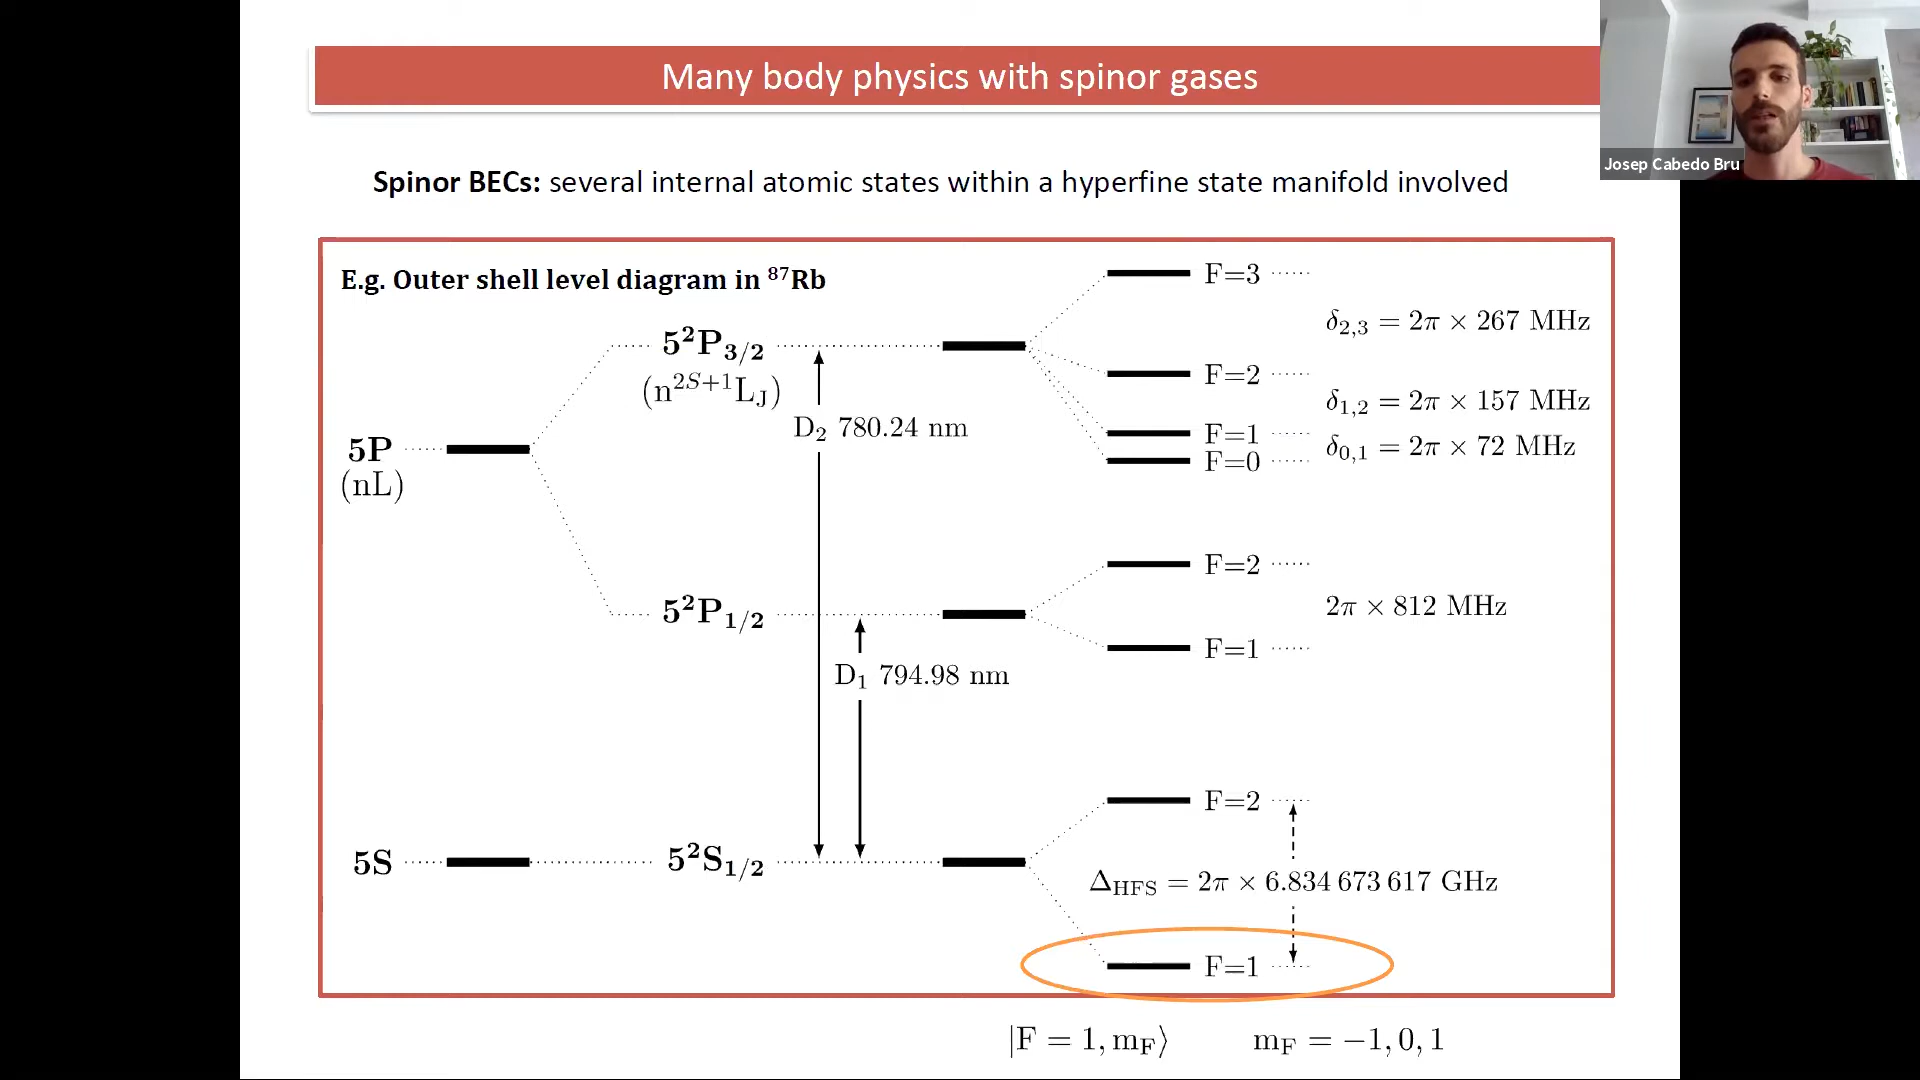 Many body physics with spinor gases
Josep Cabedo Bru
Spinor BECs: several internal atomic states within a hyperfine state manifold involved
E.g. Outer shell level diagram in ⁸⁷Rb
F=3
δ₂,₃ = 2π × 267 MHz
5²P₃/₂
(n²ˢ⁺¹L_J)
F=2
δ₁,₂ = 2π × 157 MHz
D₂ 780.24 nm
5P
(nL)
F=1
δ₀,₁ = 2π × 72 MHz
F=0
F=2
5²P₁/₂
2π × 812 MHz
F=1
D₁ 794.98 nm
F=2
5S
5²S₁/₂
Δ_HFS = 2π × 6.834 673 617 GHz
F=1
|F = 1, m_F⟩
m_F = −1, 0, 1